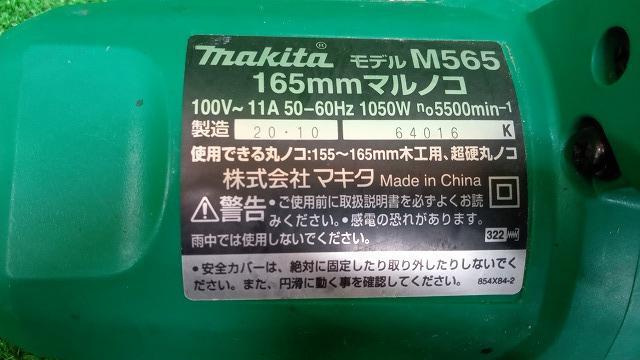 makita® モデル M565
165mmマルノコ
100V～11A 50-60Hz 1050W n₀5500min⁻¹
製造 20・10 64016 K
使用できる丸ノコ:155～165mm木工用、超硬丸ノコ
株式会社 マキタ Made in China
⚠警告 •ご使用前に取扱説明書を必ずよくお読
みください。•感電の恐れがあります。
雨中では使用しないでください。 322
•安全カバーは、絶対に固定したり取り外したりしないでく
ださい。また、円滑に動く事を確認してください。 854X84-2